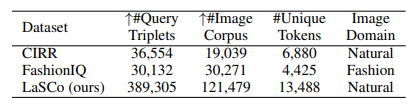 Dataset ↑#Query Triplets ↑#Image Corpus #Unique Tokens Image Domain
CIRR 36,554 19,039 6,880 Natural
FashionIQ 30,132 30,271 4,425 Fashion
LaSCo (ours) 389,305 121,479 13,488 Natural